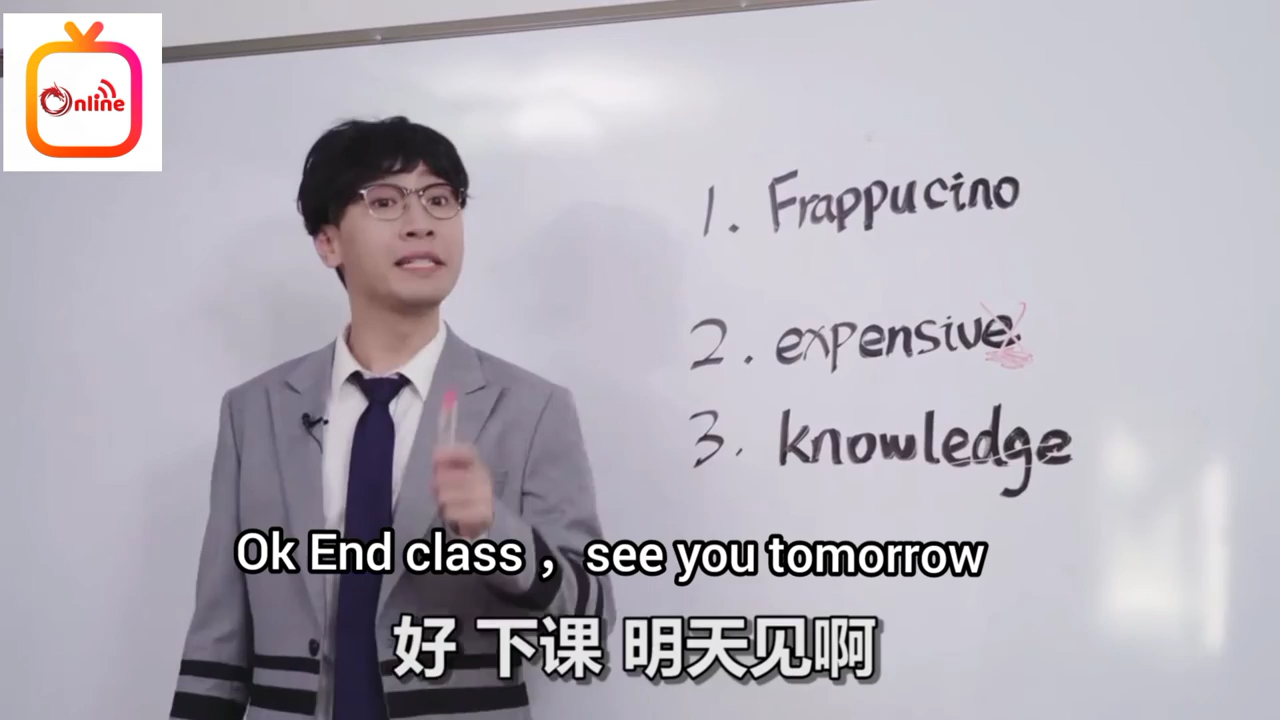 Online
1. Frappucino
2. expensive
3. knowledge
Ok End class , see you tomorrow
好 下课 明天见啊